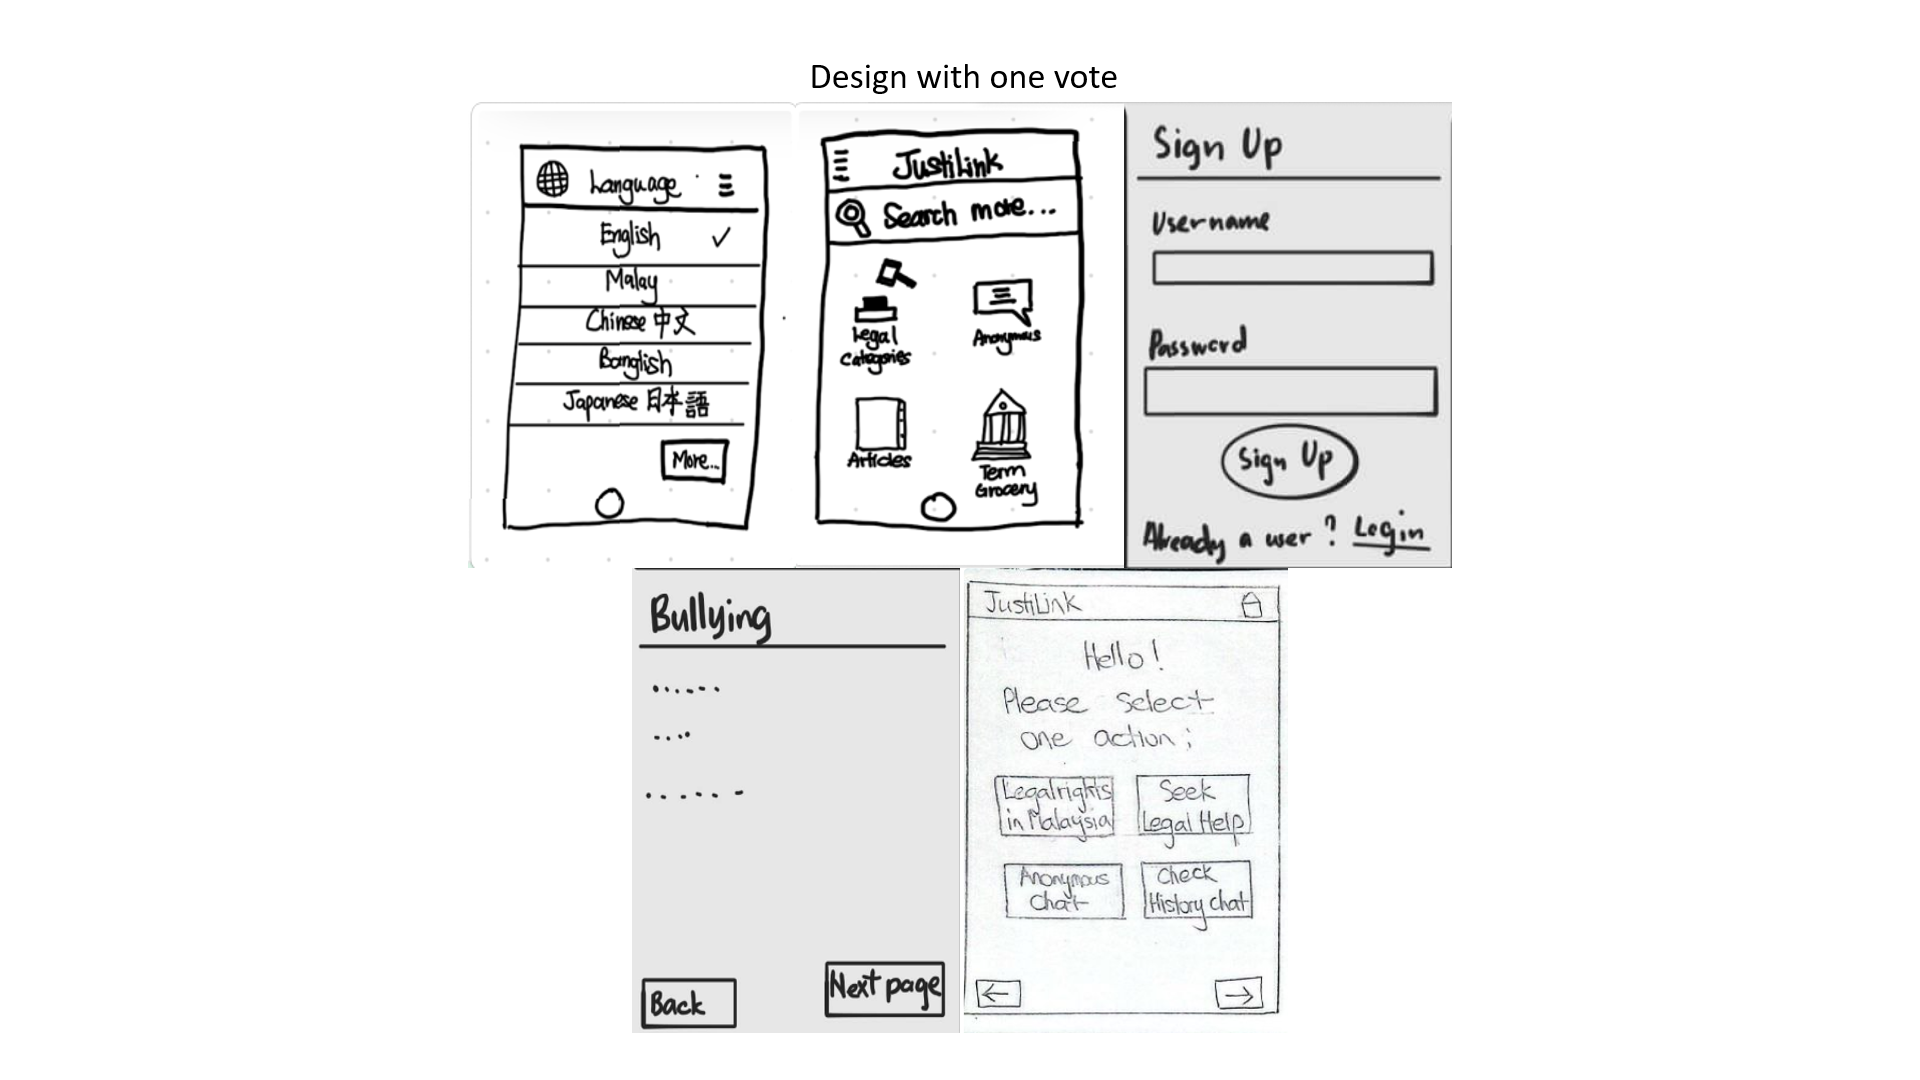 Design with one vote
Language
English
Malay
Chinese 中文
Banglish
Japanese 日本語
More...
JustiLink
Search more...
Legal
Categories
Anonymous
Articles
Term
Grocery
Sign Up
Username
Password
Sign Up
Already a user? Login
Bullying
Back
Next page
JustiLink
Hello!
Please select
one action;
Legal rights
in Malaysia
Seek
Legal Help
Anonymous
Chat
Check
History chat